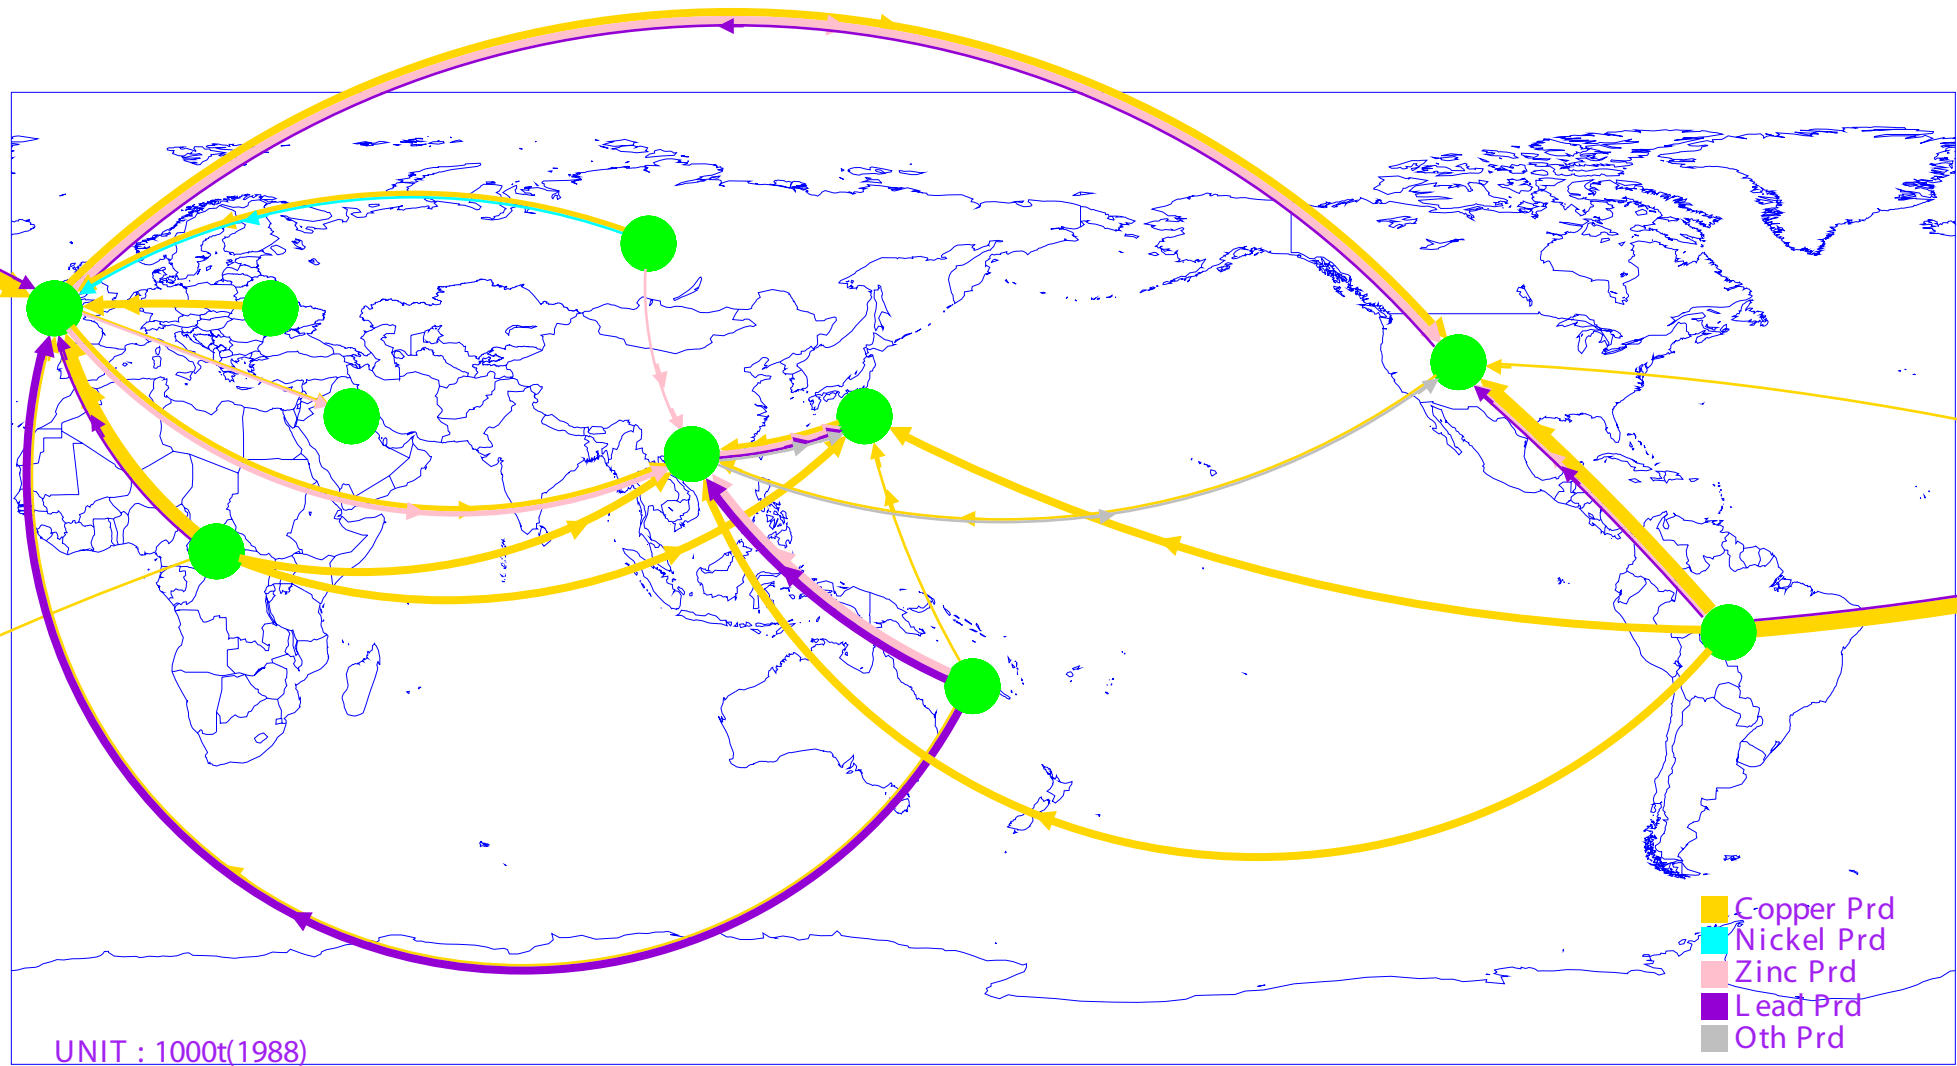 Copper Prd
Nickel Prd
Zinc Prd
Lead Prd
Oth Prd
UNIT : 1000t(1988)